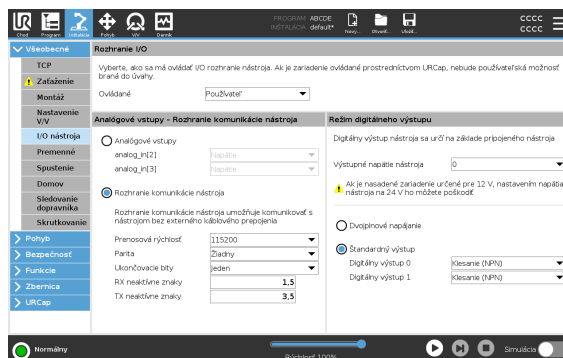 PROGRAM ABCDE
INŠTALÁCIA default*
Chod Program Inštalácia Pohyb V/V Denník
Nový... Otvoriť... Uložiť...
CCCC
CCCC
Všeobecné
TCP
Zaťaženie
Montáž
Nastavenie V/V
I/O nástroja
Premenné
Spustenie
Domov
Sledovanie dopravníka
Skrutkovanie
Pohyb
Bezpečnosť
Funkcie
Zbernica
URCap
Rozhranie I/O
Vyberte, ako sa má ovládať I/O rozhranie nástroja. Ak je zariadenie ovládané prostredníctvom URCap, nebude používateľská možnosť
braná do úvahy.
Ovládané Používateľ
Analógové vstupy - Rozhranie komunikácie nástroja
Analógové vstupy
analog_in[2] Napätie
analog_in[3] Napätie
Rozhranie komunikácie nástroja
Rozhranie komunikácie nástroja umožňuje komunikovať s
nástrojom bez externého káblového prepojenia
Prenosová rýchlosť 115200
Parita Žiadny
Ukončovacie bity Jeden
RX neaktívne znaky 1,5
TX neaktívne znaky 3,5
Režim digitálneho výstupu
Digitálny výstup nástroja sa určí na základe pripojeného nástroja
Výstupné napätie nástroja 0
Ak je nasadené zariadenie určené pre 12 V, nastavením napätia
nástroja na 24 V ho môžete poškodiť
Dvojpinové napájanie
Štandardný výstup
Digitálny výstup 0 Klesanie (NPN)
Digitálny výstup 1 Klesanie (NPN)
Normálny
Rýchlosť 100%
Simulácia